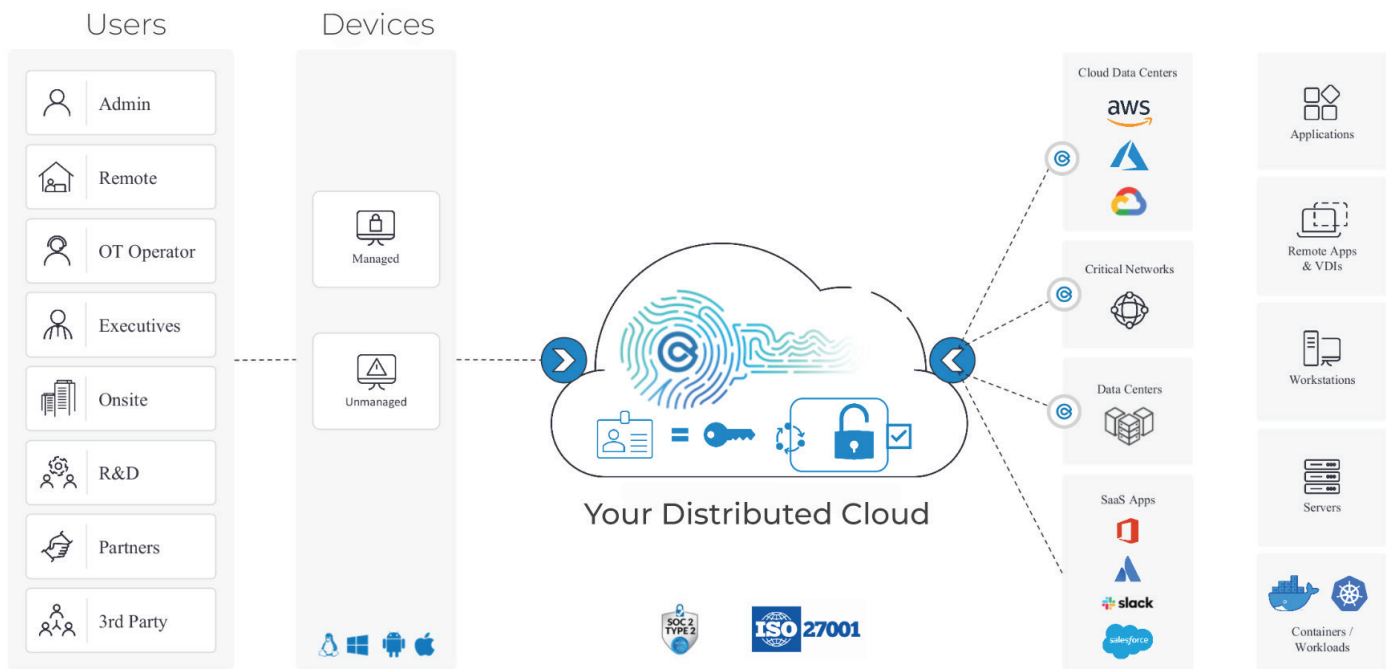 Users
Devices
Admin
Remote
OT Operator
Executives
Onsite
R&D
Partners
3rd Party
Managed
Unmanaged
Your Distributed Cloud
SOC 2
TYPE 2
ISO 27001
Cloud Data Centers
aws
Critical Networks
Data Centers
SaaS Apps
slack
salesforce
Applications
Remote Apps
& VDIs
Workstations
Servers
Containers /
Workloads